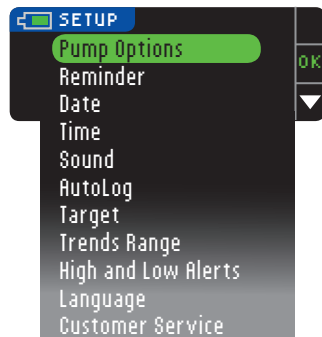 SETUP
Pump Options
OK
Reminder
Date
Time
Sound
AutoLog
Target
Trends Range
High and Low Alerts
Language
Customer Service